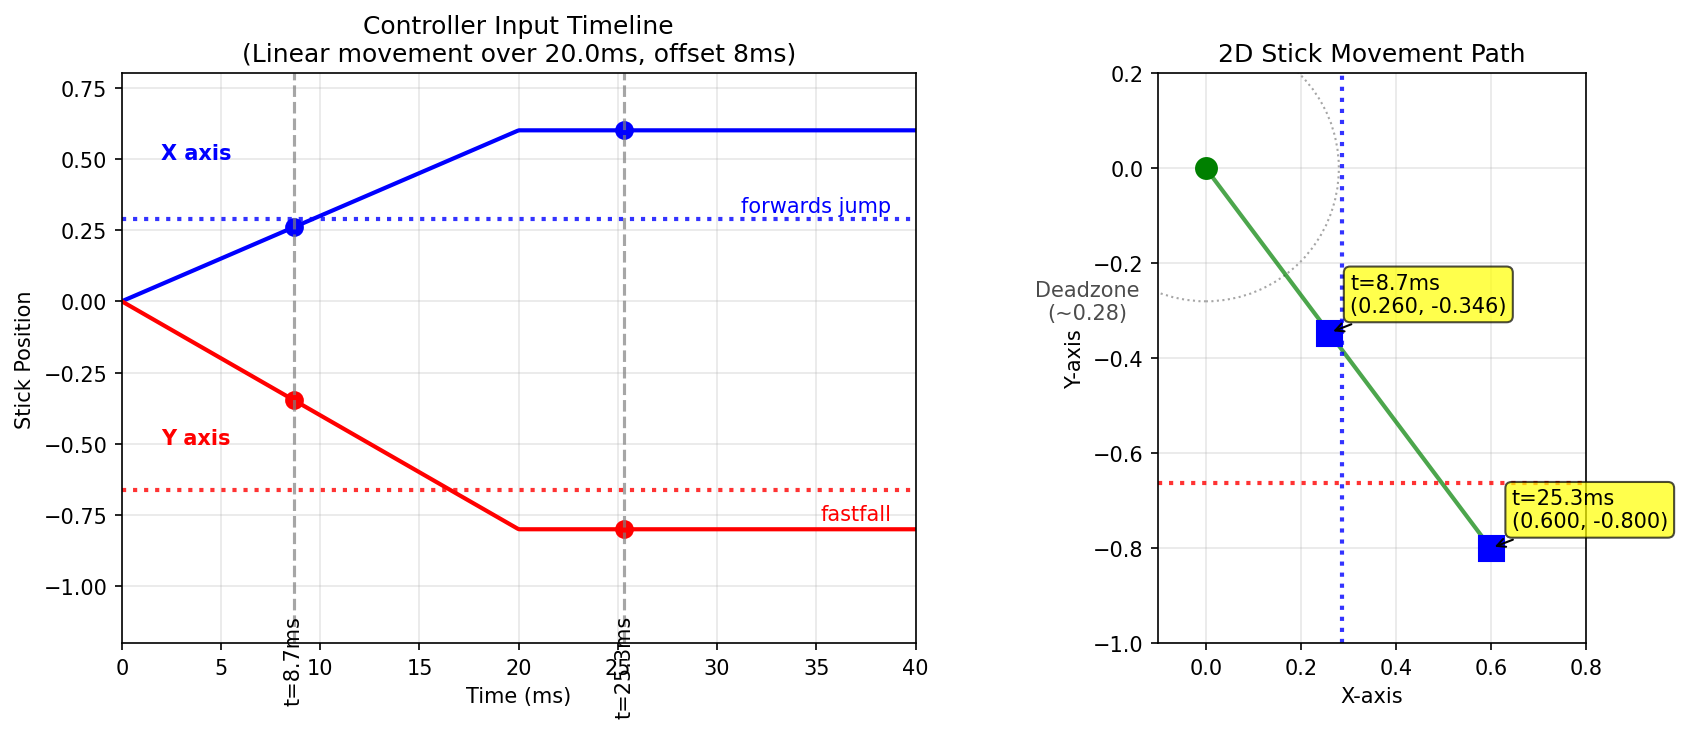 Controller Input Timeline
(Linear movement over 20.0ms, offset 8ms)
Stick Position
0.75
0.50
0.25
0.00
−0.25
−0.50
−0.75
−1.00
X axis
Y axis
forwards jump
fastfall
t=8.7ms
t=25.3ms
0 5 10 15 20 25 30 35 40
Time (ms)
2D Stick Movement Path
Y-axis
0.2
0.0
−0.2
−0.4
−0.6
−0.8
−1.0
Deadzone
(~0.28)
t=8.7ms
(0.260, -0.346)
t=25.3ms
(0.600, -0.800)
0.0 0.2 0.4 0.6 0.8
X-axis